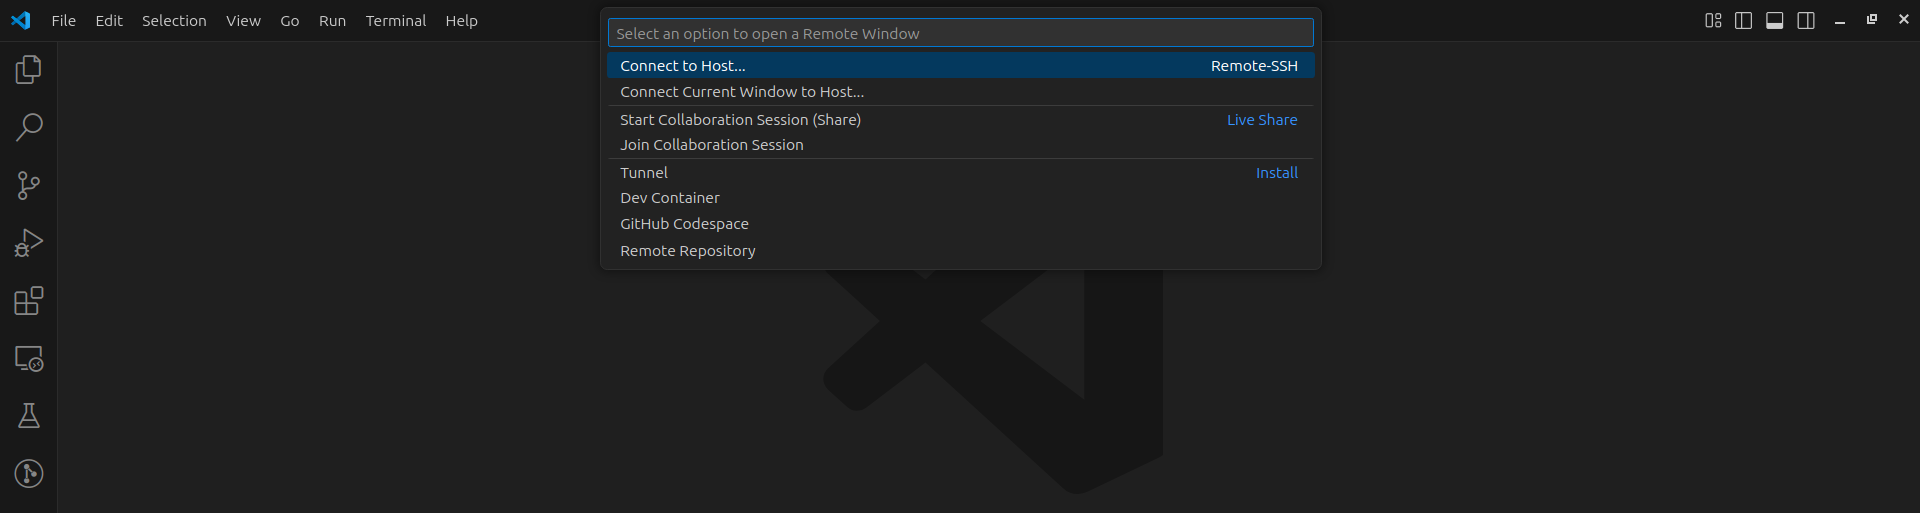 File Edit Selection View Go Run Terminal Help
Select an option to open a Remote Window
Connect to Host... Remote-SSH
Connect Current Window to Host...
Start Collaboration Session (Share) Live Share
Join Collaboration Session
Tunnel Install
Dev Container
GitHub Codespace
Remote Repository